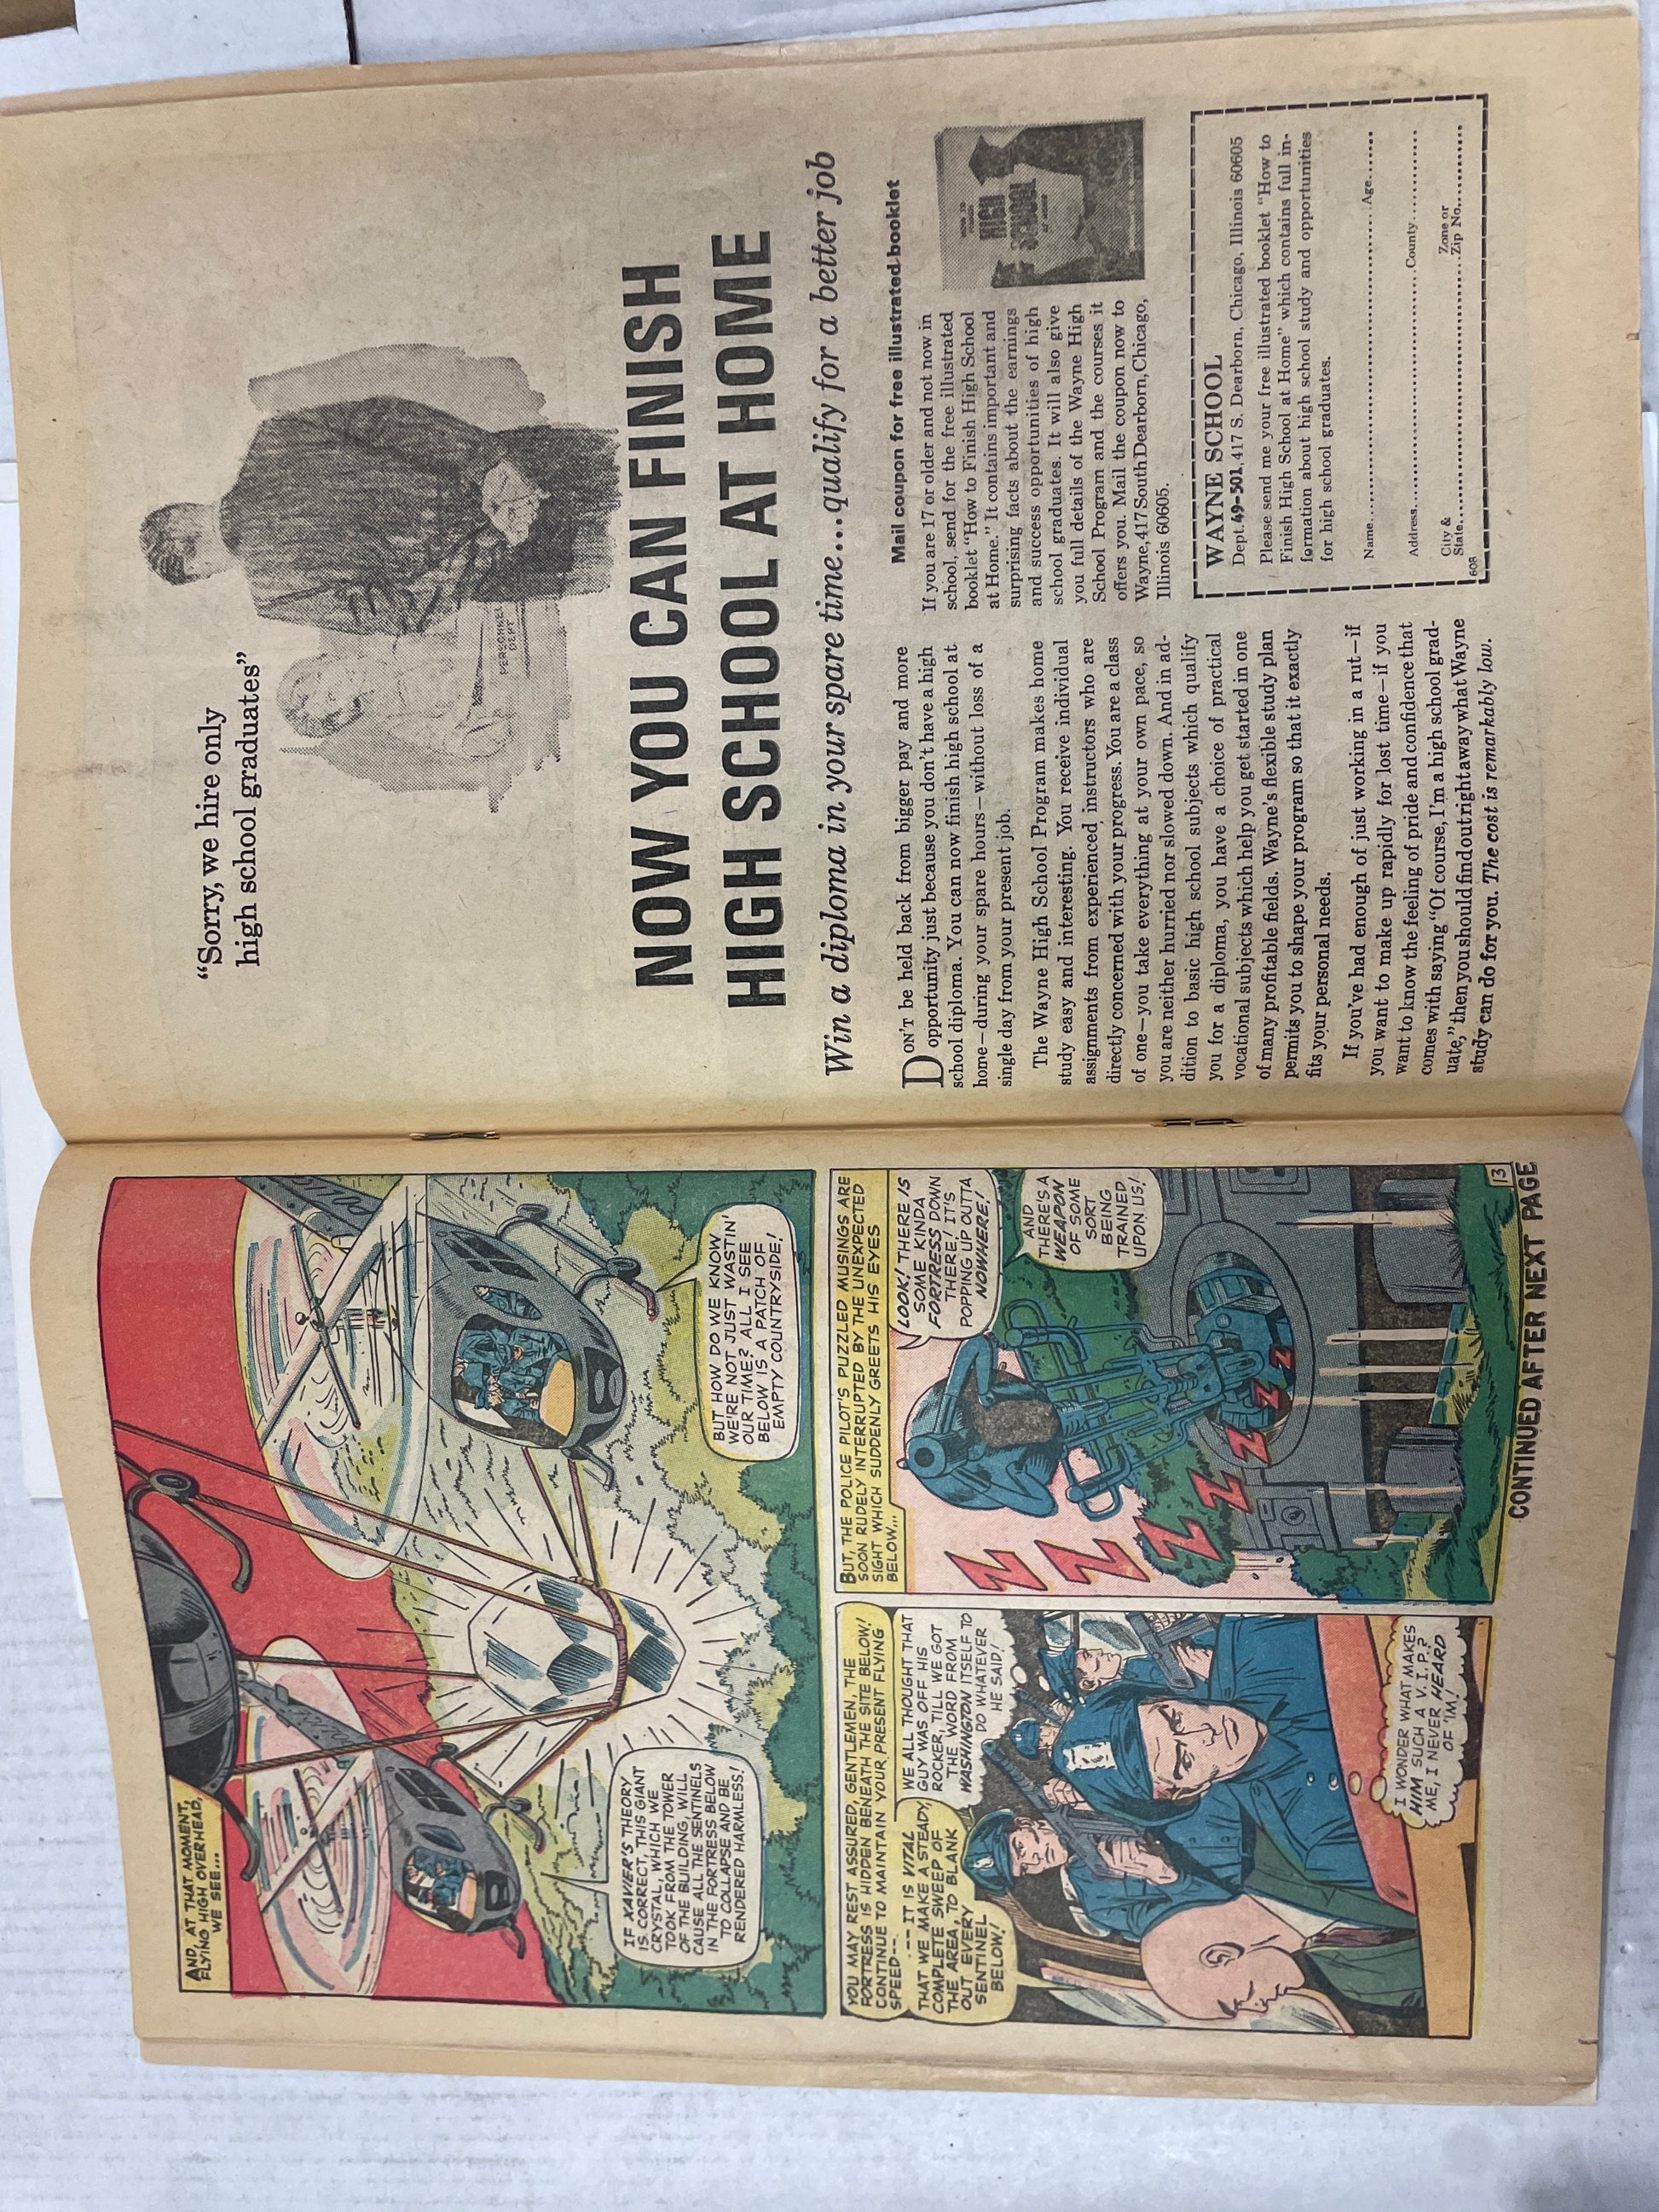 AND, AT THAT MOMENT,
FLYING HIGH OVERHEAD,
WE SEE...
IF XAVIER'S THEORY
IS CORRECT, THIS GIANT
CRYSTAL, WHICH WE
TOOK FROM THE TOWER
OF THE BUILDING, WILL
CAUSE ALL THE SENTINELS
IN THE FORTRESS BELOW
TO COLLAPSE AND BE
RENDERED HARMLESS!
POLICE
BUT HOW DO WE KNOW
WE'RE NOT JUST WASTIN'
OUR TIME? ALL I SEE
BELOW IS A PATCH OF
EMPTY COUNTRYSIDE!
YOU MAY REST ASSURED, GENTLEMEN, THE
FORTRESS IS HIDDEN BENEATH THE SITE BELOW!
CONTINUE TO MAINTAIN YOUR PRESENT FLYING
SPEED--
--IT IS VITAL
THAT WE MAKE A STEADY,
COMPLETE SWEEP OF
THE AREA, TO BLANK
OUT EVERY
SENTINEL
BELOW!
WE ALL THOUGHT THAT
GUY WAS OFF HIS
ROCKER, TILL WE GOT
THE WORD FROM
WASHINGTON ITSELF TO
DO WHATEVER
HE SAID!
I WONDER WHAT MAKES
HIM SUCH A V.I.P.?
ME, I NEVER HEARD
OF 'IM!
BUT, THE POLICE PILOT'S PUZZLED MUSINGS ARE
SOON RUDELY INTERRUPTED BY THE UNEXPECTED
SIGHT WHICH SUDDENLY GREETS HIS EYES
BELOW...
LOOK! THERE IS
SOME KINDA
FORTRESS DOWN
THERE! IT'S
POPPING UP OUTTA
NOWHERE!
AND
THERE'S A
WEAPON
OF SOME
SORT
BEING
TRAINED
UPON US!
Z Z Z Z Z Z Z
13
CONTINUED AFTER NEXT PAGE
"Sorry, we hire only
high school graduates"
PERSONNEL
DEPT
NOW YOU CAN FINISH
HIGH SCHOOL AT HOME
Win a diploma in your spare time...qualify for a better job
DON'T be held back from bigger pay and more
opportunity just because you don't have a high
school diploma. You can now finish high school at
home—during your spare hours—without loss of a
single day from your present job.
The Wayne High School Program makes home
study easy and interesting. You receive individual
assignments from experienced instructors who are
directly concerned with your progress. You are a class
of one—you take everything at your own pace, so
you are neither hurried nor slowed down. And in ad-
dition to basic high school subjects which qualify
you for a diploma, you have a choice of practical
vocational subjects which help you get started in one
of many profitable fields. Wayne's flexible study plan
permits you to shape your program so that it exactly
fits your personal needs.
If you've had enough of just working in a rut—if
you want to make up rapidly for lost time—if you
want to know the feeling of pride and confidence that
comes with saying "Of course, I'm a high school grad-
uate," then you should find out right away what Wayne
study can do for you. The cost is remarkably low.
Mail coupon for free illustrated booklet
If you are 17 or older and not now in
school, send for the free illustrated
booklet "How to Finish High School
at Home." It contains important and
surprising facts about the earnings
and success opportunities of high
school graduates. It will also give
you full details of the Wayne High
School Program and the courses it
offers you. Mail the coupon now to
Wayne, 417 South Dearborn, Chicago,
Illinois 60605.
HOW TO
FINISH
HIGH
SCHOOL
AT HOME
WAYNE SCHOOL
Dept. 49-501, 417 S. Dearborn, Chicago, Illinois 60605
Please send me your free illustrated booklet "How to
Finish High School at Home" which contains full in-
formation about high school study and opportunities
for high school graduates.
Name..........Age......
Address..........County..........
City &
State..........Zone or
Zip No..........
608